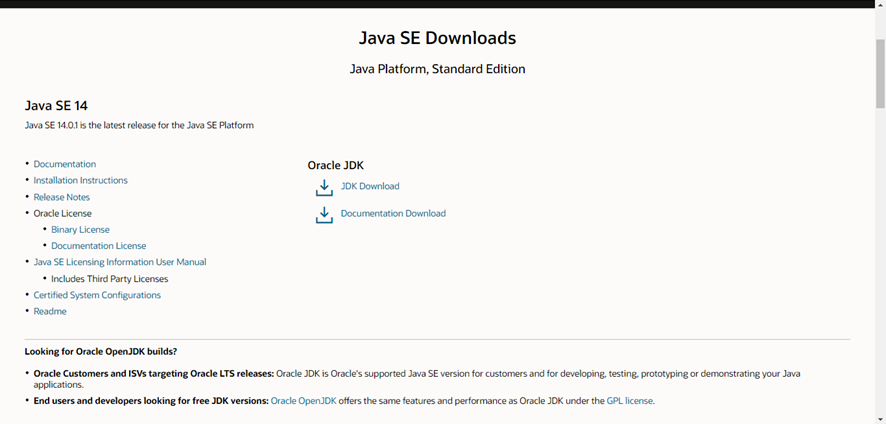 Java SE Downloads
Java Platform, Standard Edition
Java SE 14
Java SE 14.0.1 is the latest release for the Java SE Platform
• Documentation
• Installation Instructions
• Release Notes
• Oracle License
• Binary License
• Documentation License
• Java SE Licensing Information User Manual
• Includes Third Party Licenses
• Certified System Configurations
• Readme
Oracle JDK
JDK Download
Documentation Download
Looking for Oracle OpenJDK builds?
• Oracle Customers and ISVs targeting Oracle LTS releases: Oracle JDK is Oracle's supported Java SE version for customers and for developing, testing, prototyping or demonstrating your Java
applications.
• End users and developers looking for free JDK versions: Oracle OpenJDK offers the same features and performance as Oracle JDK under the GPL license.